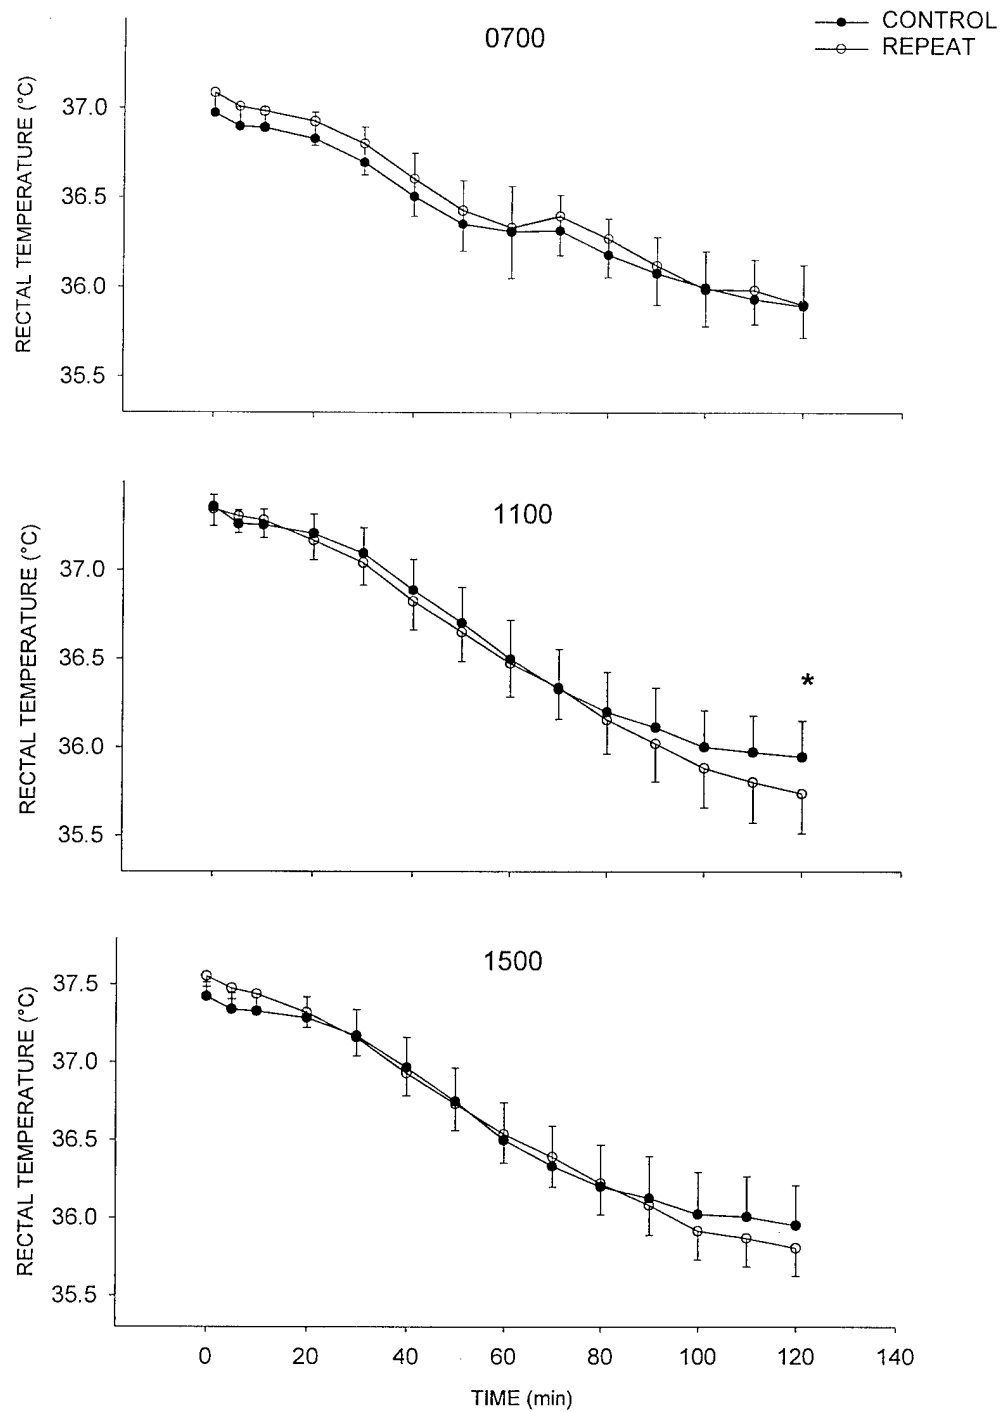 CONTROL
REPEAT
0700
RECTAL TEMPERATURE (°C)
37.0
36.5
36.0
35.5
1100
RECTAL TEMPERATURE (°C)
37.0
36.5
36.0
35.5
*
1500
RECTAL TEMPERATURE (°C)
37.5
37.0
36.5
36.0
35.5
0 20 40 60 80 100 120 140
TIME (min)